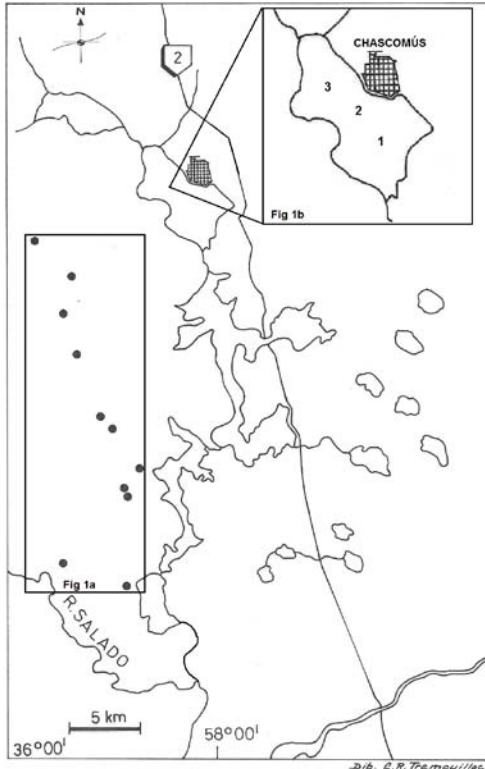 N
2
CHASCOMÚS
3
2
1
Fig 1b
Fig 1a
R. SALADO
5 km
36°00'
58°00'
Dib. C.R. Tremouilles